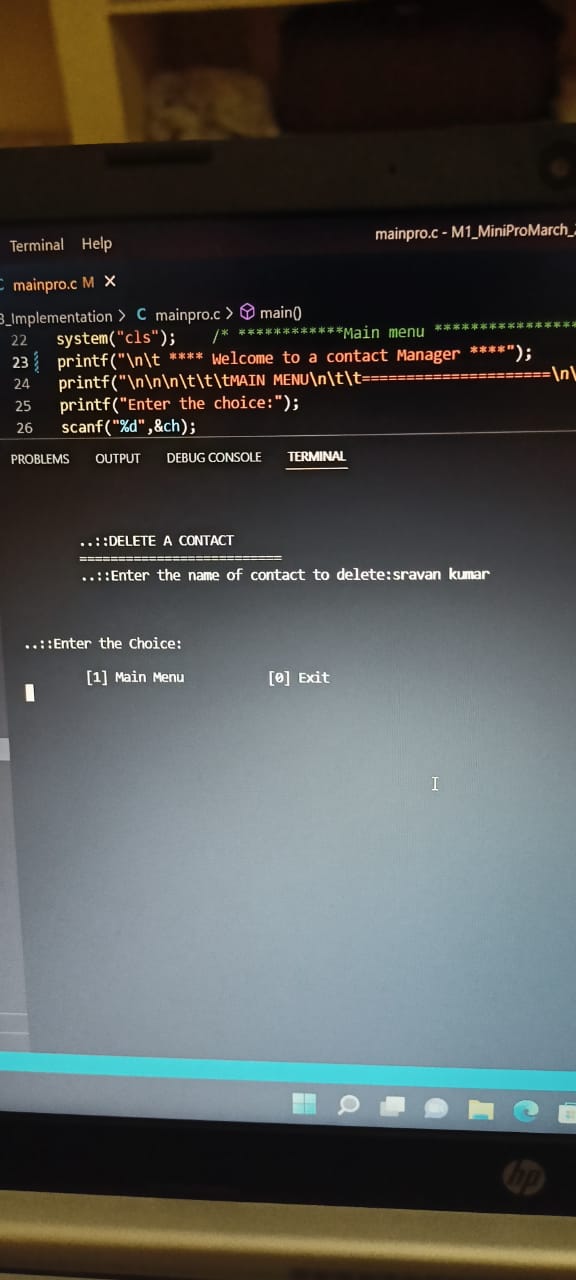 Terminal Help
mainpro.c - M1_MiniProMarch_
mainpro.c M X
3_Implementation > C mainpro.c > main()
22 system("cls"); /* ************Main menu *****************
23 printf("\n\t **** Welcome to a contact Manager ****");
24 printf("\n\n\n\t\t\tMAIN MENU\n\t\t=====================\n\
25 printf("Enter the choice:");
26 scanf("%d",&ch);
PROBLEMS OUTPUT DEBUG CONSOLE TERMINAL
..::DELETE A CONTACT
==========================
..::Enter the name of contact to delete:sravan kumar
..::Enter the Choice:
[1] Main Menu [0] Exit
hp